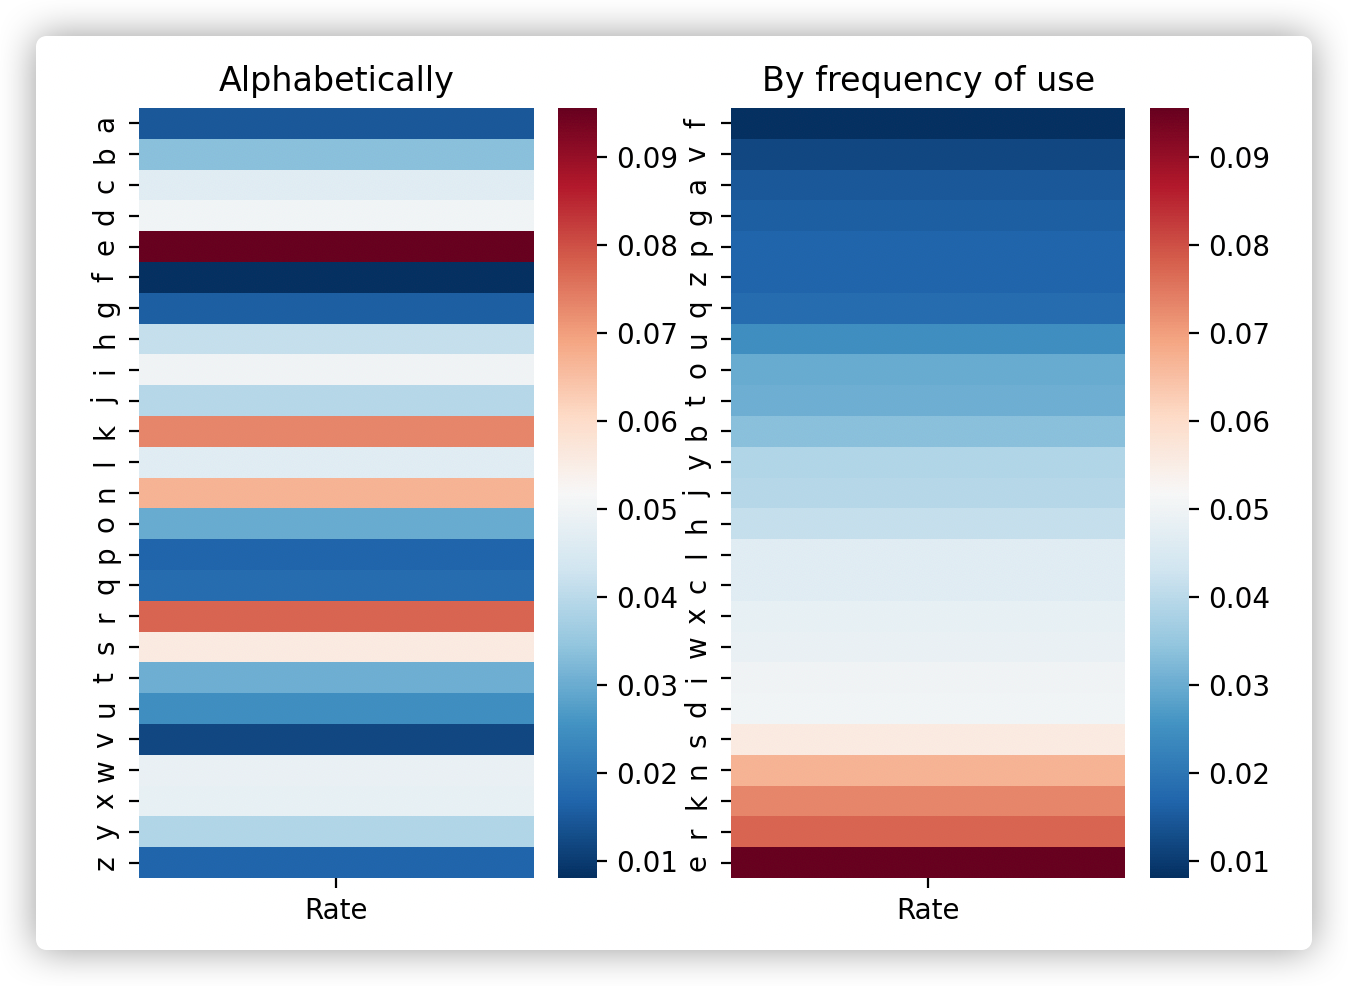 Alphabetically
a
b
c
d
e
f
g
h
i
j
k
l
n
o
p
q
r
s
t
u
v
w
x
y
z
Rate
0.09
0.08
0.07
0.06
0.05
0.04
0.03
0.02
0.01
By frequency of use
f
v
a
g
p
z
q
u
o
t
b
y
j
h
l
c
x
w
i
d
s
n
k
r
e
Rate
0.09
0.08
0.07
0.06
0.05
0.04
0.03
0.02
0.01